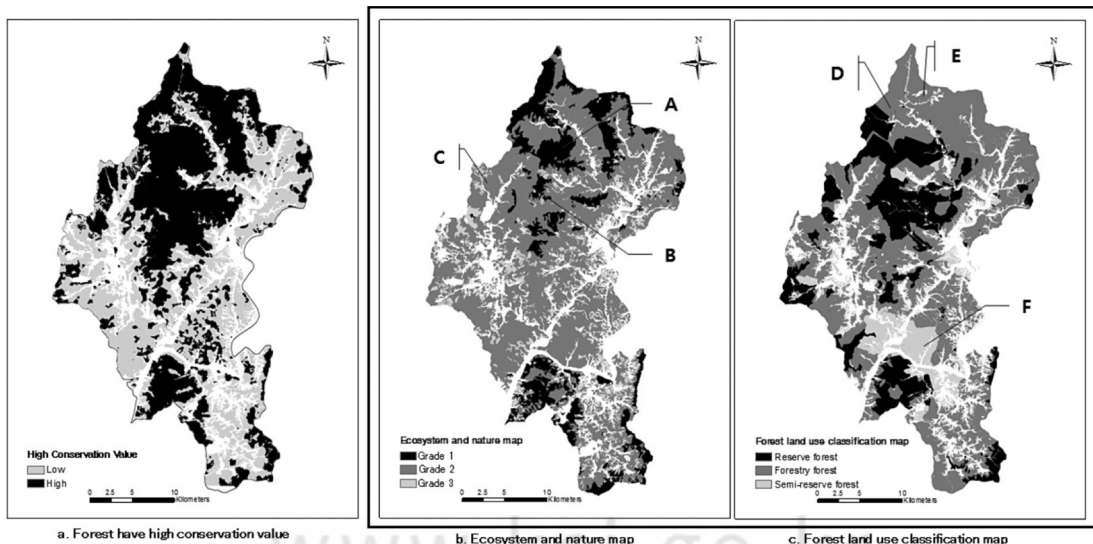 N
High Conservation Value
Low
High
0 2.5 5 10
Kilometers
a. Forest have high conservation value
N
A
C
B
Ecosystem and nature map
Grade 1
Grade 2
Grade 3
0 2.5 5 10
Kilometers
b. Ecosystem and nature map
N
D
E
F
Forest land use classification map
Reserve forest
Forestry forest
Semi-reserve forest
0 2.5 5 10
Kilometers
c. Forest land use classification map